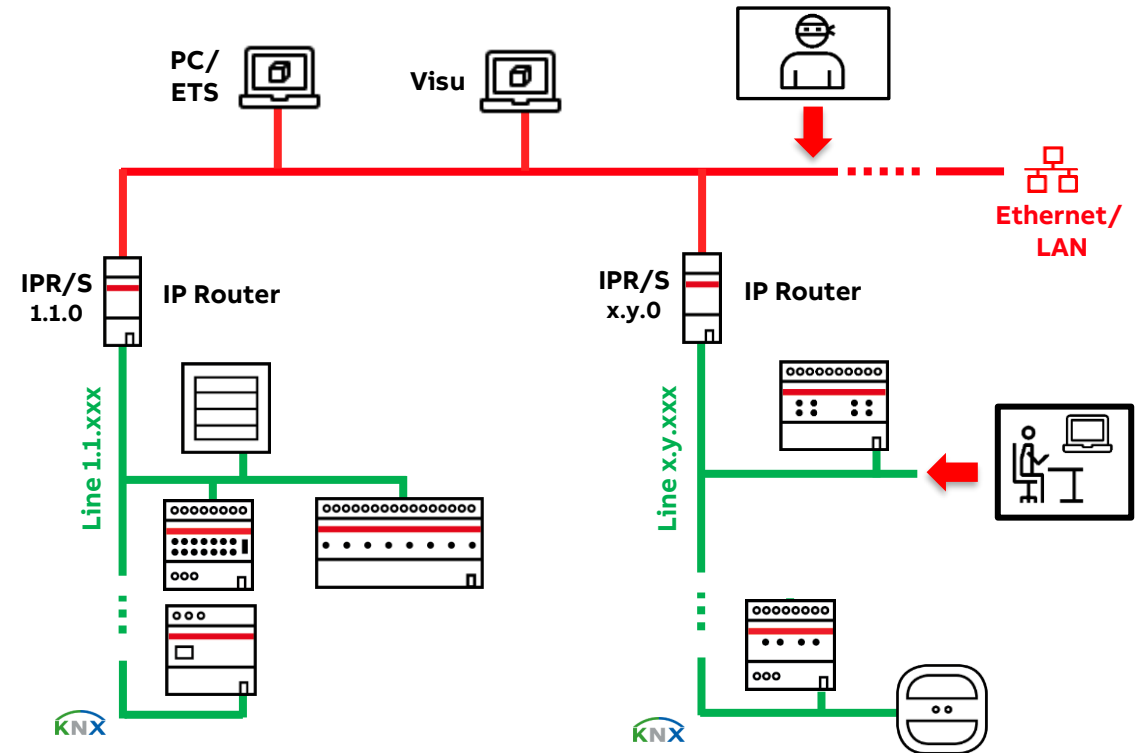 PC/
ETS
Visu
Ethernet/
LAN
IPR/S
1.1.0
IP Router
IPR/S
x.y.0
IP Router
Line 1.1.xxx
Line x.y.xxx
KNX
KNX